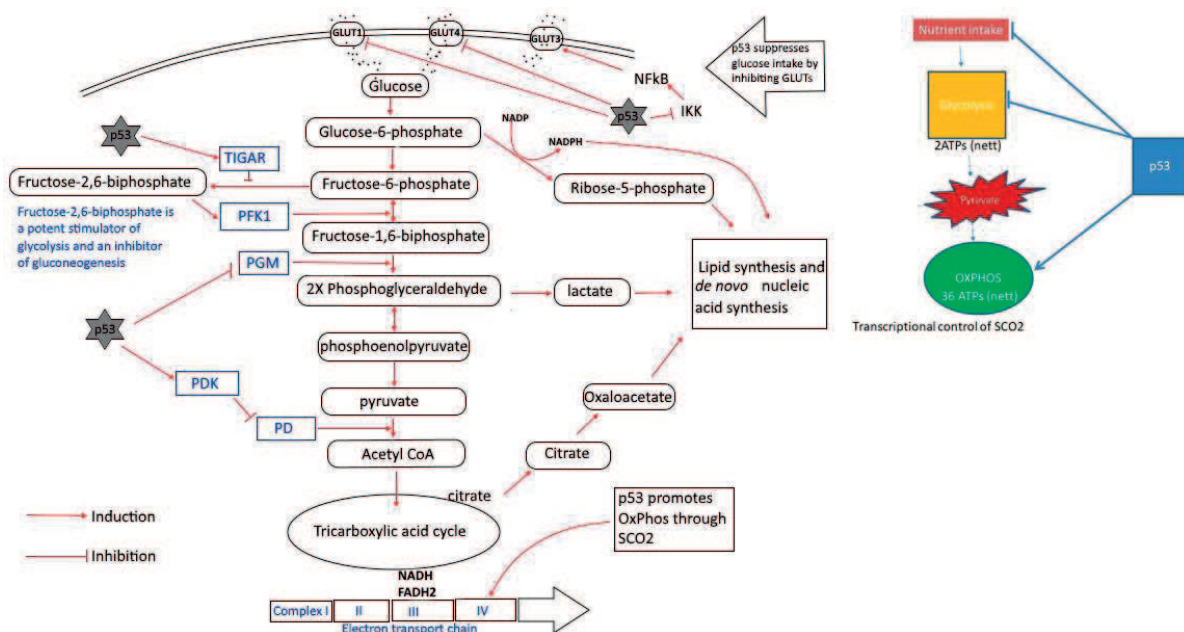 GLUT1
GLUT4
GLUT3
p53 suppresses
glucose intake by
inhibiting GLUTs
NFkB
IKK
p53
Glucose
p53
TIGAR
Glucose-6-phosphate
NADP
NADPH
Fructose-2,6-biphosphate
Fructose-6-phosphate
Ribose-5-phosphate
Fructose-2,6-biphosphate is
a potent stimulator of
glycolysis and an inhibitor
of gluconeogenesis
PFK1
Fructose-1,6-biphosphate
PGM
2X Phosphoglyceraldehyde
lactate
Lipid synthesis and
de novo nucleic
acid synthesis
p53
phosphoenolpyruvate
PDK
pyruvate
PD
Acetyl CoA
Oxaloacetate
Citrate
citrate
Tricarboxylic acid cycle
p53 promotes
OxPhos through
SCO2
Induction
Inhibition
NADH
FADH2
Complex I
II
III
IV
Electron transport chain
Nutrient intake
Glycolysis
2ATPs (nett)
p53
Pyruvate
OXPHOS
36 ATPs (nett)
Transcriptional control of SCO2